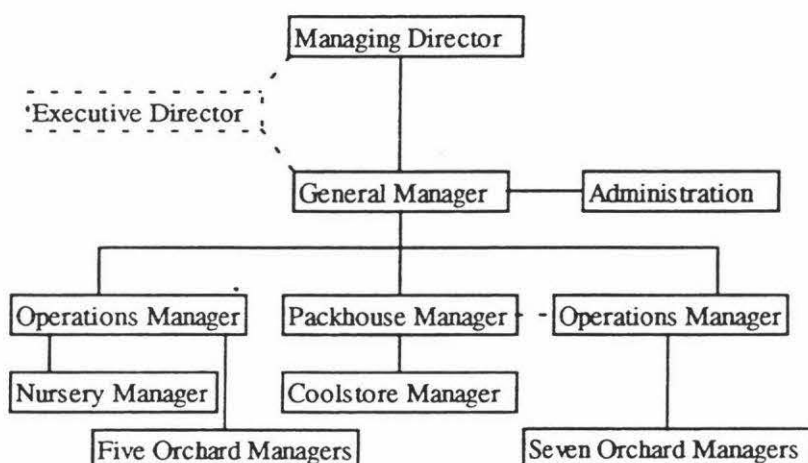 Managing Director
Executive Director
General Manager
Administration
Operations Manager
Packhouse Manager
Operations Manager
Nursery Manager
Coolstore Manager
Five Orchard Managers
Seven Orchard Managers